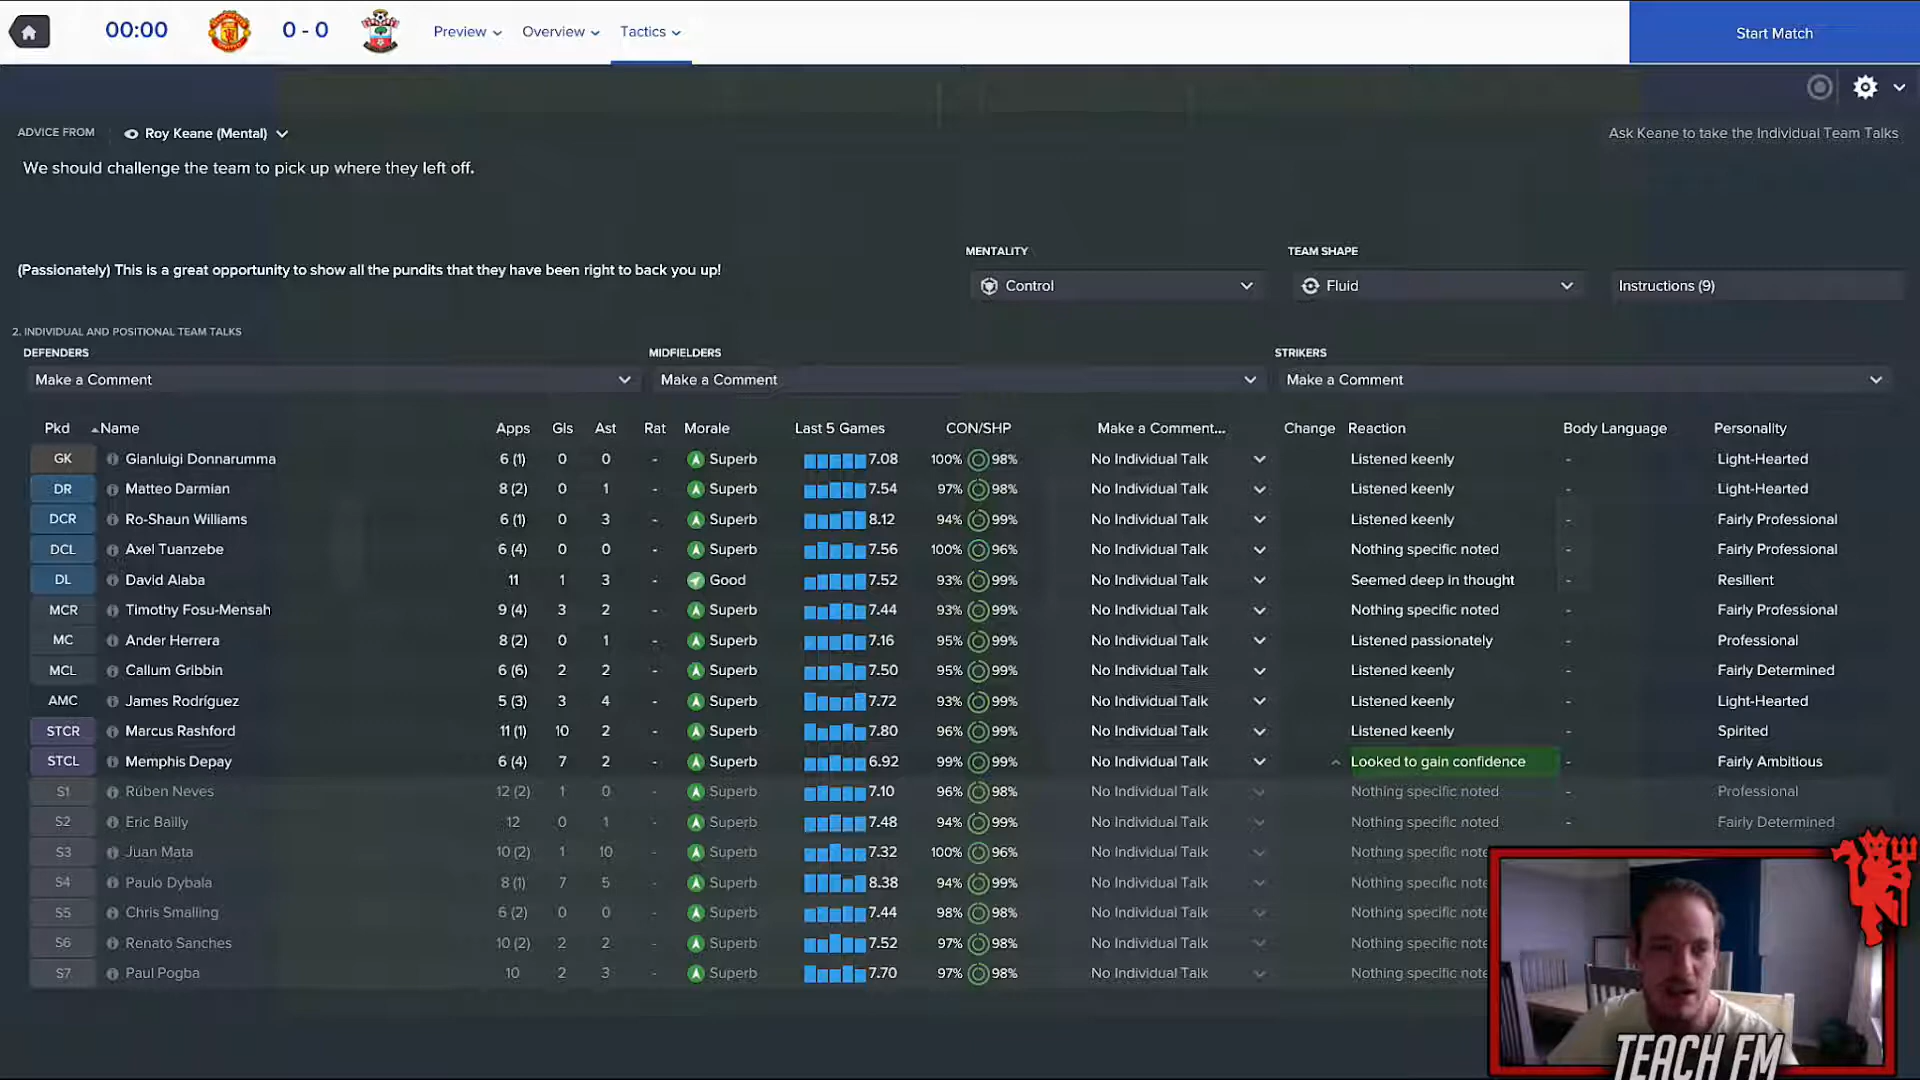 00:00 0 - 0 Preview Overview Tactics Start Match
ADVICE FROM Roy Keane (Mental) Ask Keane to take the Individual Team Talks
We should challenge the team to pick up where they left off.
MENTALITY TEAM SHAPE
(Passionately) This is a great opportunity to show all the pundits that they have been right to back you up! Control Fluid Instructions (9)
2. INDIVIDUAL AND POSITIONAL TEAM TALKS
DEFENDERS MIDFIELDERS STRIKERS
Make a Comment Make a Comment Make a Comment
Pkd Name Apps Gls Ast Rat Morale Last 5 Games CON/SHP Make a Comment... Change Reaction Body Language Personality
GK Gianluigi Donnarumma 6 (1) 0 0 - Superb 7.08 100% 98% No Individual Talk Listened keenly - Light-Hearted
DR Matteo Darmian 8 (2) 0 1 - Superb 7.54 97% 98% No Individual Talk Listened keenly - Light-Hearted
DCR Ro-Shaun Williams 6 (1) 0 3 - Superb 8.12 94% 99% No Individual Talk Listened keenly - Fairly Professional
DCL Axel Tuanzebe 6 (4) 0 0 - Superb 7.56 100% 96% No Individual Talk Nothing specific noted - Fairly Professional
DL David Alaba 11 1 3 - Good 7.52 93% 99% No Individual Talk Seemed deep in thought - Resilient
MCR Timothy Fosu-Mensah 9 (4) 3 2 - Superb 7.44 93% 99% No Individual Talk Nothing specific noted - Fairly Professional
MC Ander Herrera 8 (2) 0 1 - Superb 7.16 95% 99% No Individual Talk Listened passionately - Professional
MCL Callum Gribbin 6 (6) 2 2 - Superb 7.50 95% 99% No Individual Talk Listened keenly - Fairly Determined
AMC James Rodríguez 5 (3) 3 4 - Superb 7.72 93% 99% No Individual Talk Listened keenly - Light-Hearted
STCR Marcus Rashford 11 (1) 10 2 - Superb 7.80 96% 99% No Individual Talk Listened keenly - Spirited
STCL Memphis Depay 6 (4) 7 2 - Superb 6.92 99% 99% No Individual Talk Looked to gain confidence - Fairly Ambitious
S1 Rúben Neves 12 (2) 1 0 - Superb 7.10 96% 98% No Individual Talk Nothing specific noted - Professional
S2 Eric Bailly 12 0 1 - Superb 7.48 94% 99% No Individual Talk Nothing specific noted - Fairly Determined
S3 Juan Mata 10 (2) 1 10 - Superb 7.32 100% 96% No Individual Talk Nothing specific note
S4 Paulo Dybala 8 (1) 7 5 - Superb 8.38 94% 99% No Individual Talk Nothing specific note
S5 Chris Smalling 6 (2) 0 0 - Superb 7.44 98% 98% No Individual Talk Nothing specific note
S6 Renato Sanches 10 (2) 2 2 - Superb 7.52 97% 98% No Individual Talk Nothing specific note
S7 Paul Pogba 10 2 3 - Superb 7.70 97% 98% No Individual Talk Nothing specific note
TEACH FM